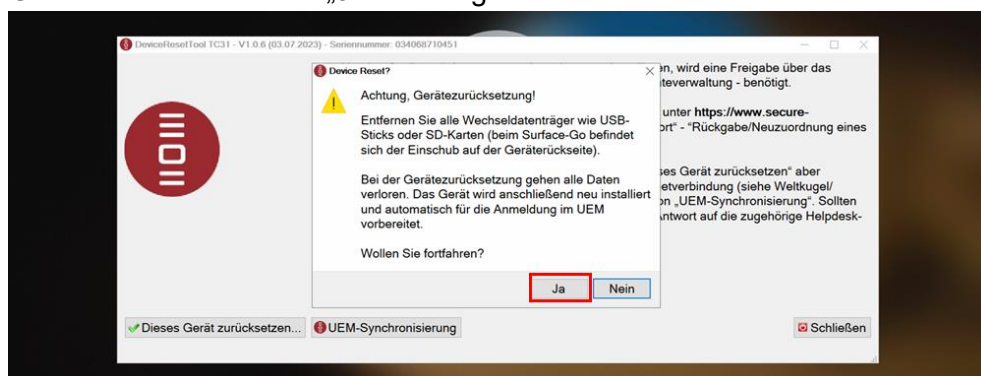 DeviceResetTool TC31 - V1.0.6 (03.07.2023) - Seriennummer: 034068710451
Device Reset?
Achtung, Gerätezurücksetzung!
Entfernen Sie alle Wechseldatenträger wie USB-
Sticks oder SD-Karten (beim Surface-Go befindet
sich der Einschub auf der Geräterückseite).
Bei der Gerätezurücksetzung gehen alle Daten
verloren. Das Gerät wird anschließend neu installiert
und automatisch für die Anmeldung im UEM
vorbereitet.
Wollen Sie fortfahren?
Ja
Nein
en, wird eine Freigabe über das
teverwaltung - benötigt.
unter https://www.secure-
ort" - "Rückgabe/Neuzuordnung eines
ses Gerät zurücksetzen" aber
etverbindung (siehe Weltkugel/
on „UEM-Synchronisierung". Sollten
Antwort auf die zugehörige Helpdesk-
Dieses Gerät zurücksetzen...
UEM-Synchronisierung
Schließen